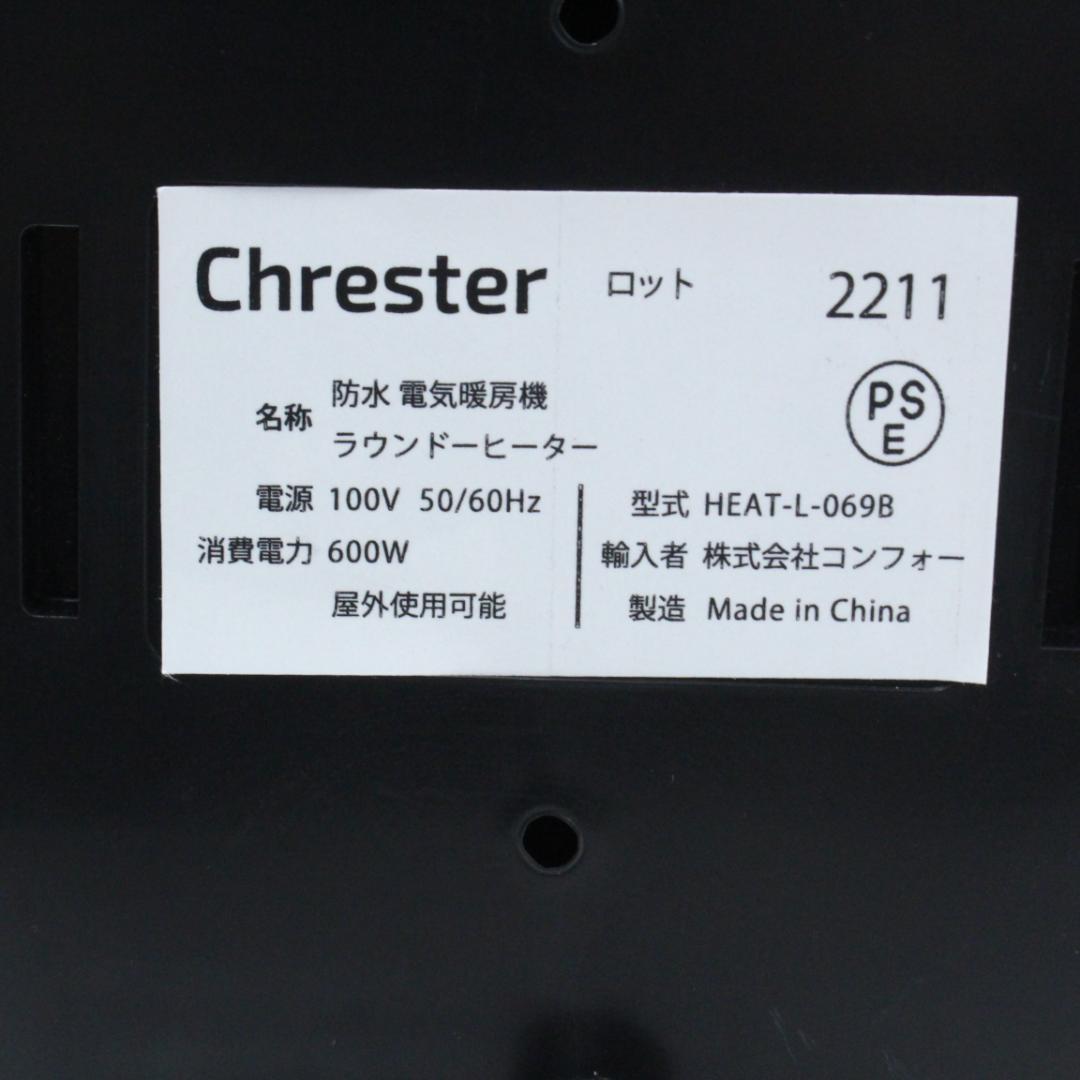 Chrester ロット 2211
名称 防水 電気暖房機
ラウンドーヒーター
PSE
電源 100V 50/60Hz
消費電力 600W
屋外使用可能
型式 HEAT-L-069B
輸入者 株式会社コンフォー
製造 Made in China